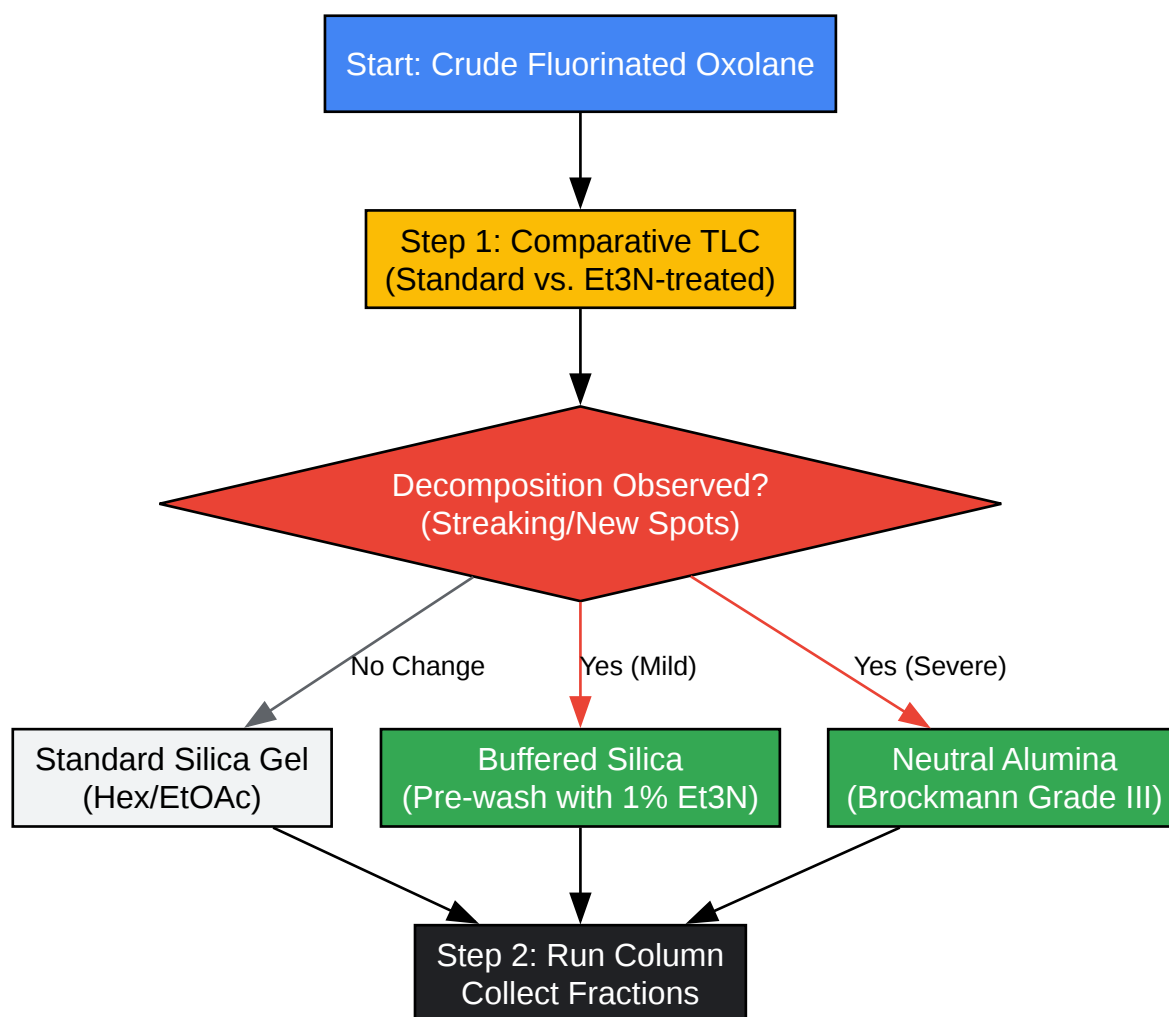 Start: Crude Fluorinated Oxolane
Step 1: Comparative TLC
(Standard vs. Et3N-treated)
Decomposition Observed?
(Streaking/New Spots)
No Change
Yes (Mild)
Yes (Severe)
Standard Silica Gel
(Hex/EtOAc)
Buffered Silica
(Pre-wash with 1% Et3N)
Neutral Alumina
(Brockmann Grade III)
Step 2: Run Column
Collect Fractions